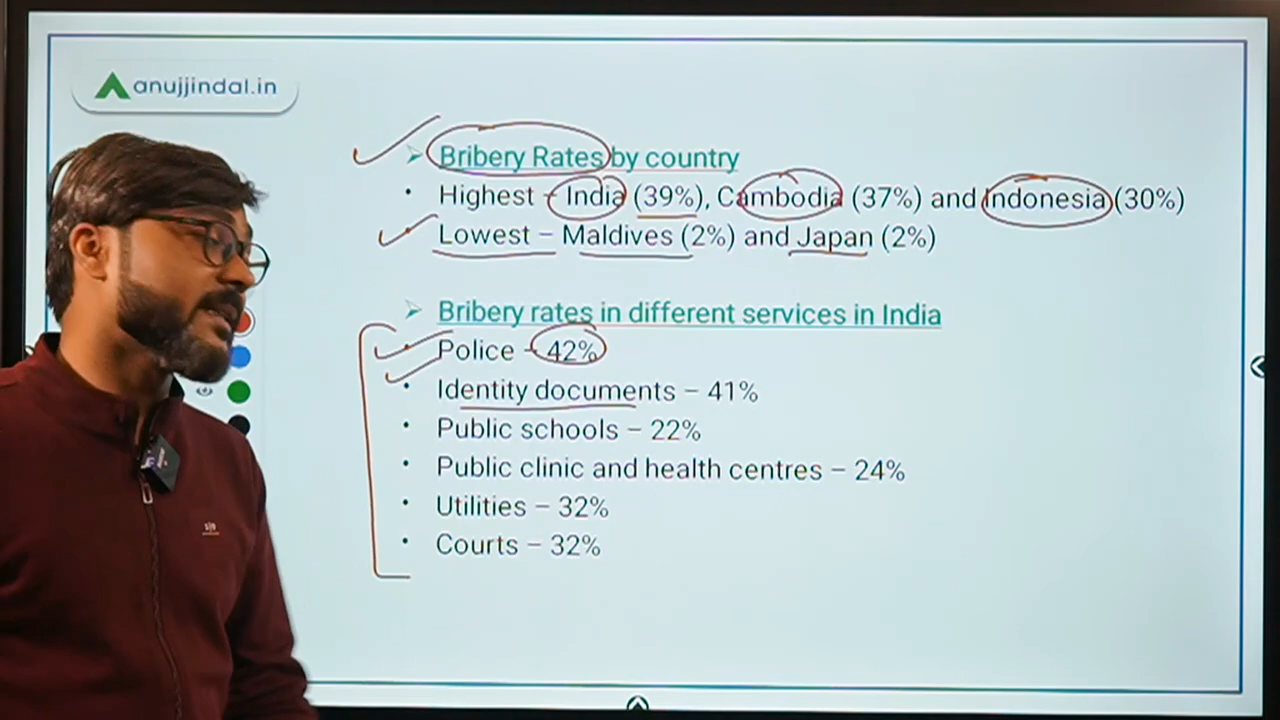 anujjindal.in
➢ Bribery Rates by country
• Highest – India (39%), Cambodia (37%) and Indonesia (30%)
Lowest – Maldives (2%) and Japan (2%)
➢ Bribery rates in different services in India
• Police – 42%
• Identity documents – 41%
• Public schools – 22%
• Public clinic and health centres – 24%
• Utilities – 32%
• Courts – 32%